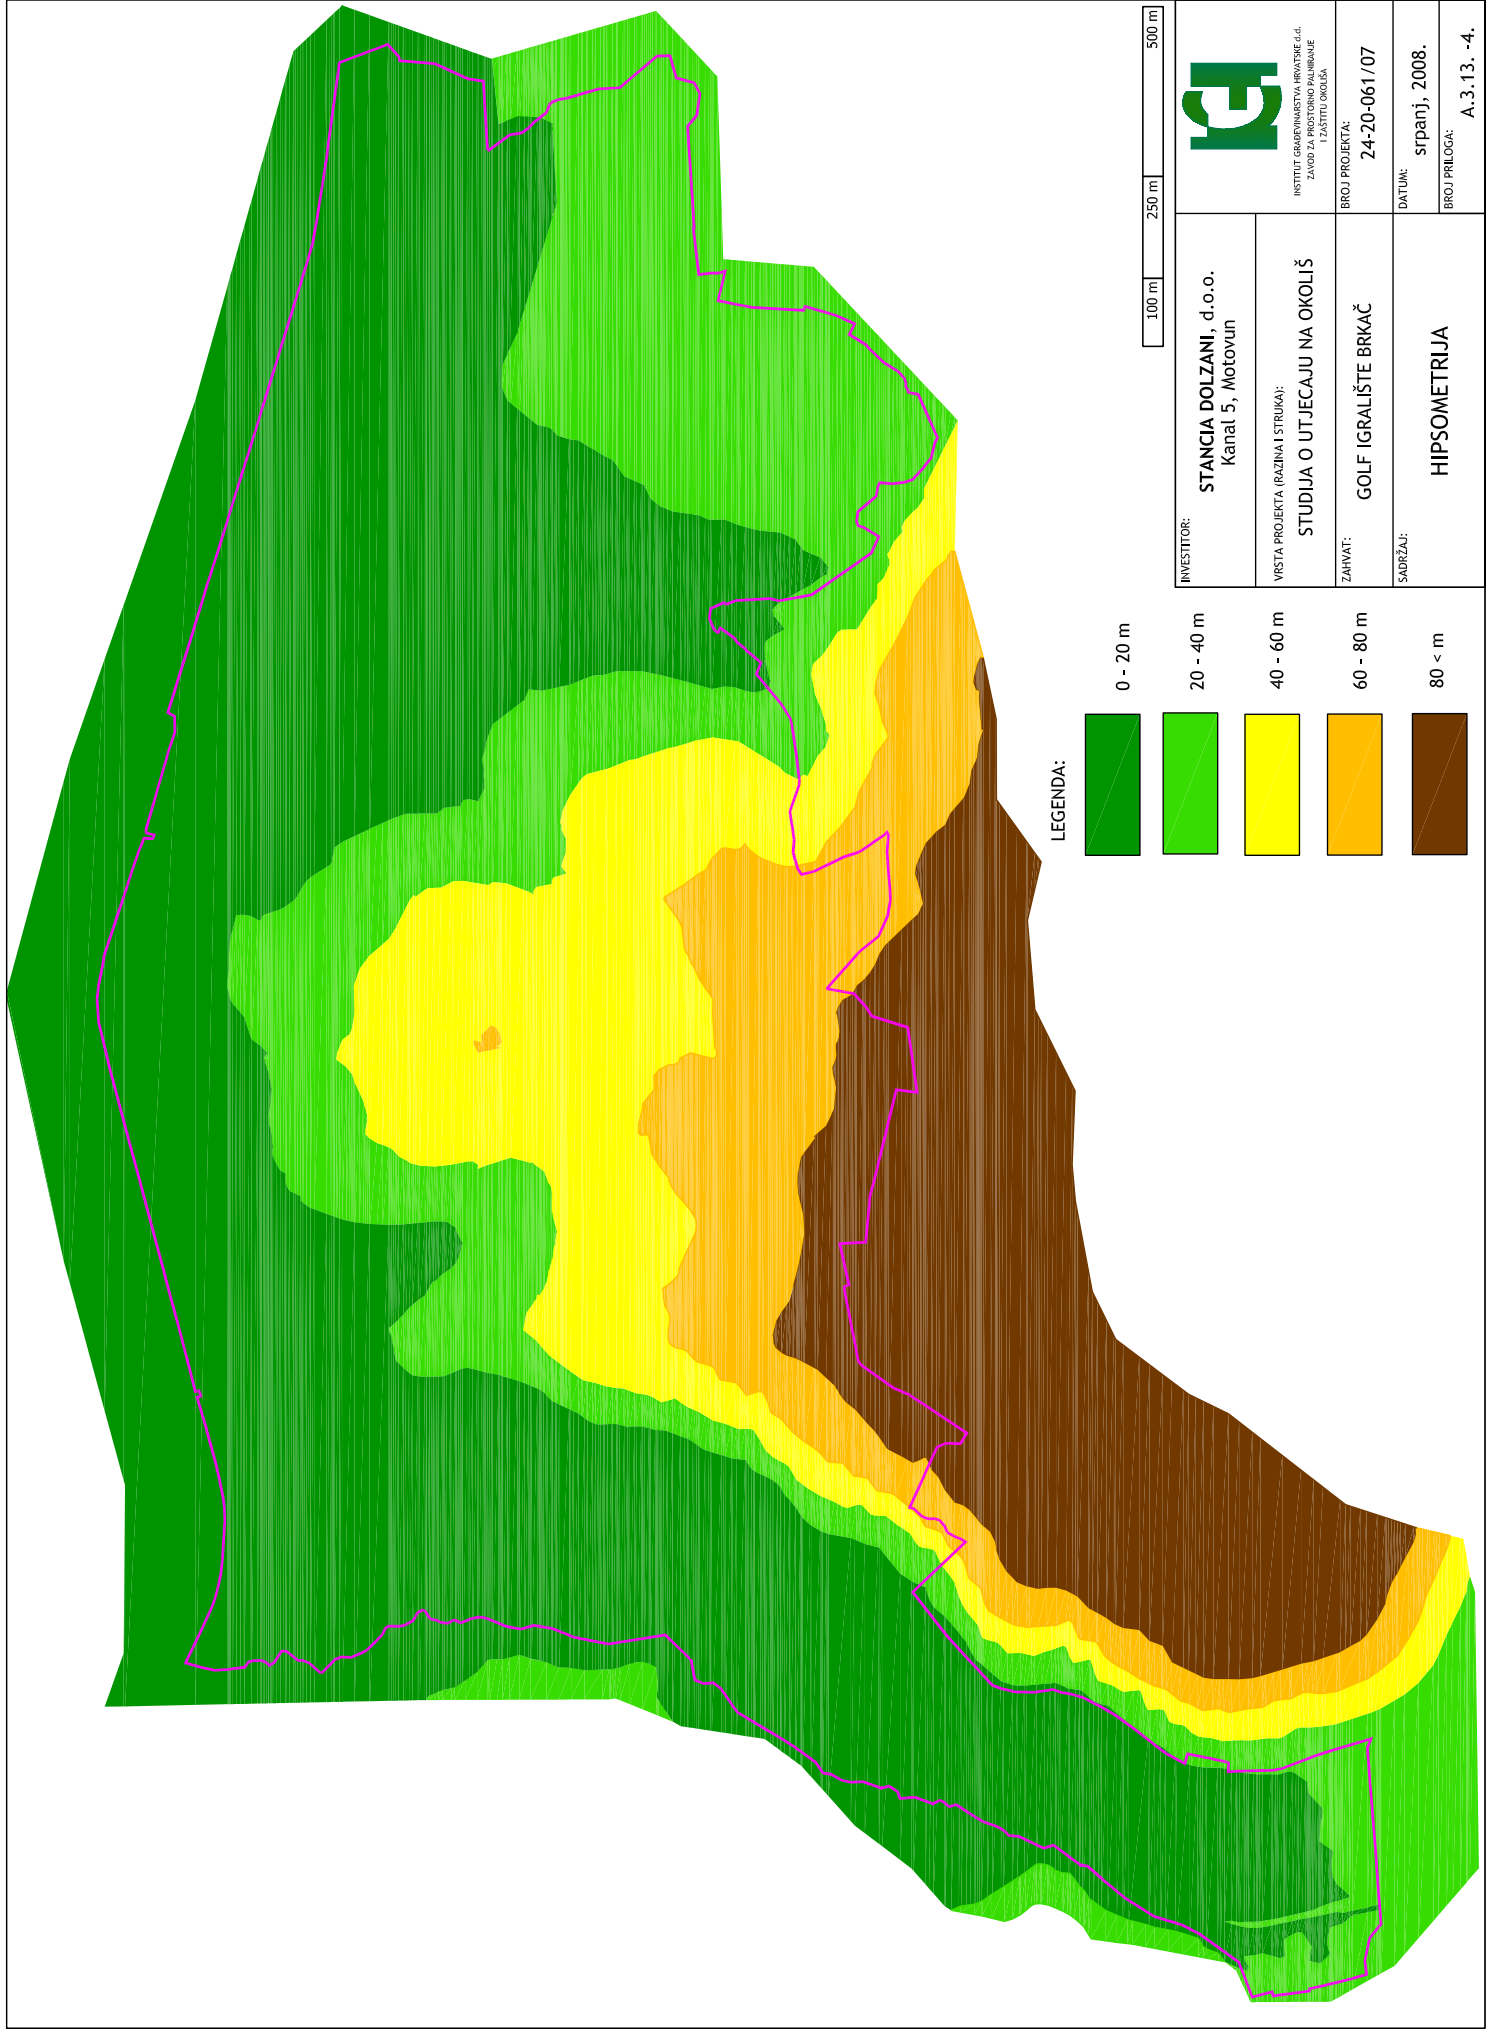 LEGENDA:
0 - 20 m
20 - 40 m
40 - 60 m
60 - 80 m
80 < m
100 m
250 m
500 m
INVESTITOR:
STANCIA DOLZANI, d.o.o.
Kanal 5, Motovun
VRSTA PROJEKTA (RAZINA I STRUKA):
STUDIJA O UTJECAJU NA OKOLIŠ
ZAHVAT:
GOLF IGRALIŠTE BRKAČ
SADRŽAJ:
HIPSOMETRIJA
INSTITUT GRAĐEVINARSTVA HRVATSKE d.d.
ZAVOD ZA PROSTORNO PALNIRANJE
I ZAŠTITU OKOLIŠA
BROJ PROJEKTA:
24-20-061/07
DATUM:
srpanj, 2008.
BROJ PRILOGA:
A.3.13. -4.